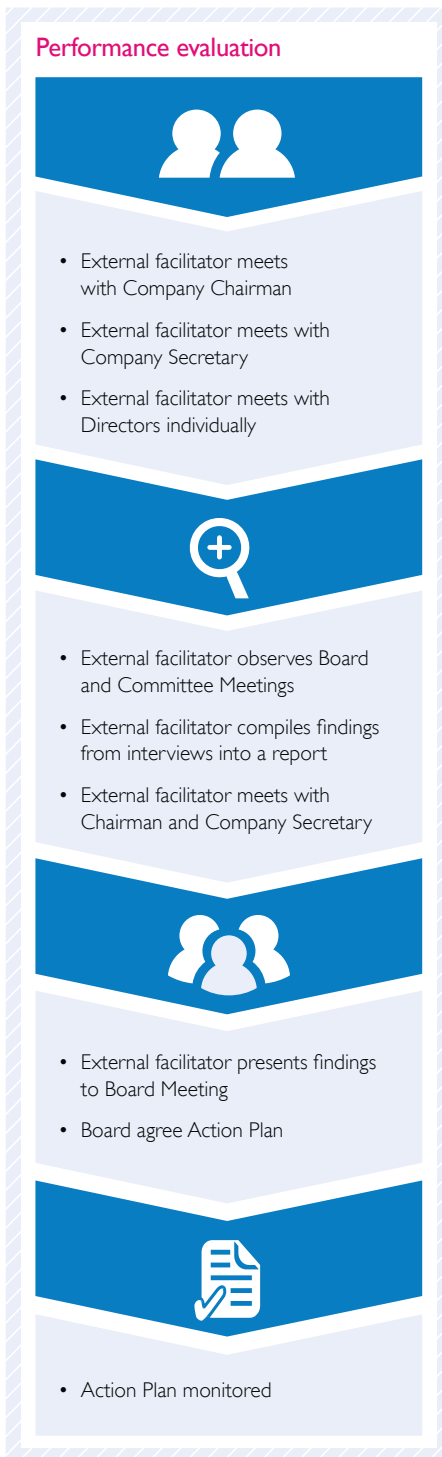 Performance evaluation
• External facilitator meets
with Company Chairman
• External facilitator meets with
Company Secretary
• External facilitator meets with
Directors individually
• External facilitator observes Board
and Committee Meetings
• External facilitator compiles findings
from interviews into a report
• External facilitator meets with
Chairman and Company Secretary
• External facilitator presents findings
to Board Meeting
• Board agree Action Plan
• Action Plan monitored